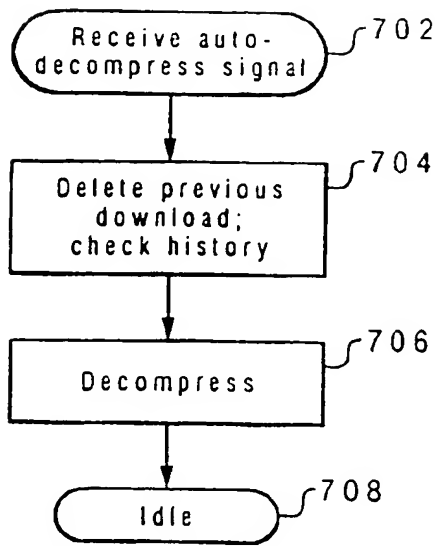 Receive auto-
decompress signal
702
Delete previous
download;
check history
704
Decompress
706
Idle
708